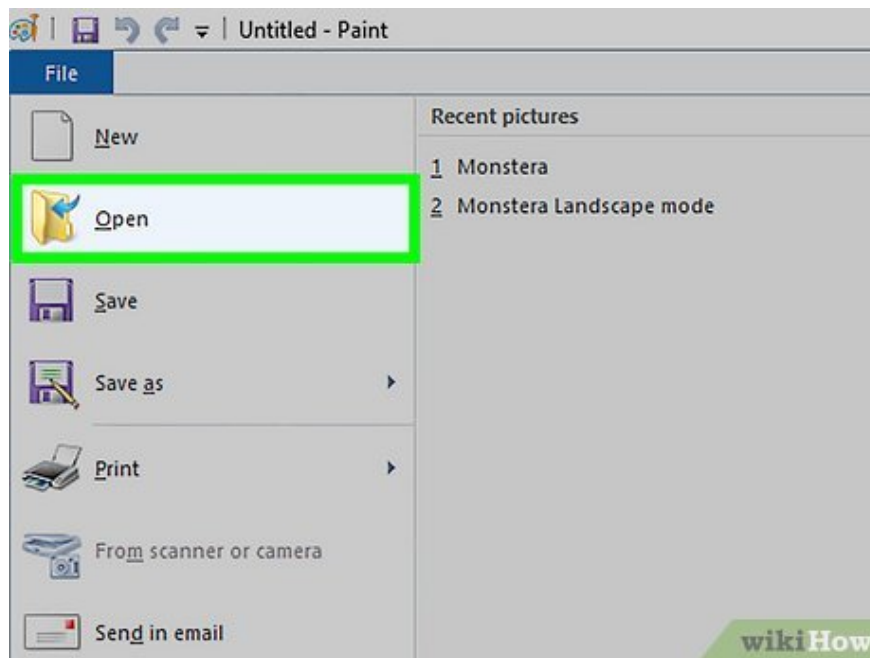 Untitled - Paint
File
New
Open
Save
Save as
Print
From scanner or camera
Send in email
Recent pictures
1 Monstera
2 Monstera Landscape mode
wikiHow